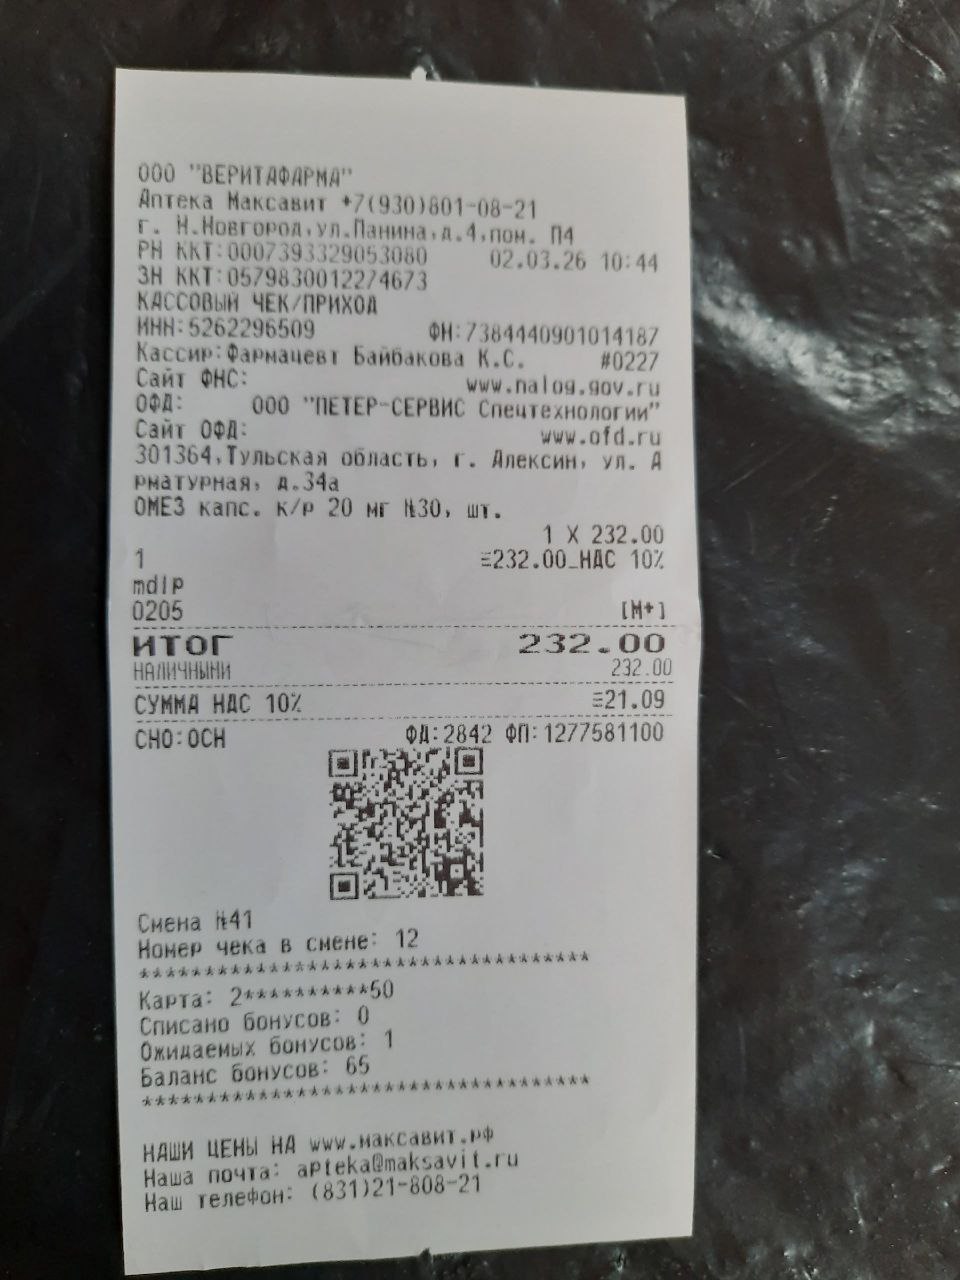 ООО "ВЕРИТАФАРМА"
Аптека Максавит +7(930)801-08-21
г. Н.Новгород,ул.Панина,д.4,пом. П4
РН ККТ:0007393329053080 02.03.26 10:44
ЗН ККТ:0579830012274673
КАССОВЫЙ ЧЕК/ПРИХОД
ИНН:5262296509 ФН:7384440901014187
Кассир:Фармацевт Байбакова К.С. #0227
Сайт ФНС: www.nalog.gov.ru
ОФД: ООО "ПЕТЕР-СЕРВИС Спецтехнологии"
Сайт ОФД: www.ofd.ru
301364,Тульская область, г. Алексин, ул. А
рматурная, д.34а
ОМЕЗ капс. к/р 20 мг №30, шт.
1 X 232.00
1 ≡232.00_НДС 10%
mdlp
0205 [M+]
ИТОГ 232.00
НАЛИЧНЫМИ 232.00
СУММА НДС 10% ≡21.09
СНО:ОСН ФД:2842 ФП:1277581100
Смена №41
Номер чека в смене: 12
***********************************
Карта: 2**********50
Списано бонусов: 0
Ожидаемых бонусов: 1
Баланс бонусов: 65
***********************************
НАШИ ЦЕНЫ НА www.максавит.рф
Наша почта: apteka@maksavit.ru
Наш телефон: (831)21-808-21